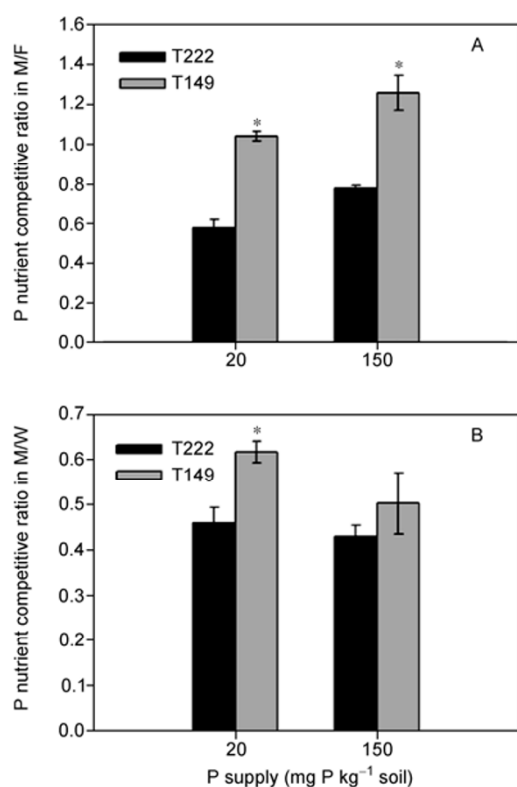 P nutrient competitive ratio in M/F
1.6
1.4
1.2
1.0
0.8
0.6
0.4
0.2
0.0
T222
T149
A
*
*
20
150
P nutrient competitive ratio in M/W
0.7
0.6
0.5
0.4
0.3
0.2
0.1
0.0
T222
T149
B
*
20
150
P supply (mg P kg⁻¹ soil)